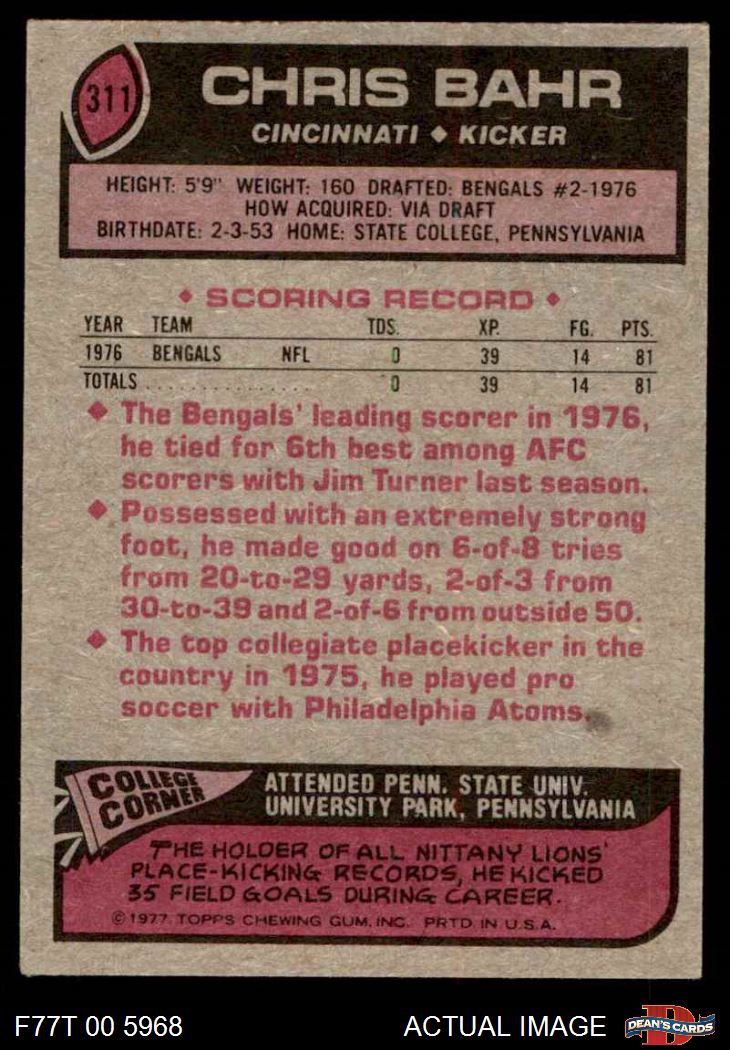 311
CHRIS BAHR
CINCINNATI ◆ KICKER
HEIGHT: 5'9" WEIGHT: 160 DRAFTED: BENGALS #2-1976
HOW ACQUIRED: VIA DRAFT
BIRTHDATE: 2-3-53 HOME: STATE COLLEGE, PENNSYLVANIA
◆ SCORING RECORD ◆
YEAR TEAM TDS. XP. FG. PTS.
1976 BENGALS NFL 0 39 14 81
TOTALS . . . . . . . . . . . . . . . 0 39 14 81
◆ The Bengals' leading scorer in 1976,
he tied for 6th best among AFC
scorers with Jim Turner last season.
◆ Possessed with an extremely strong
foot, he made good on 6-of-8 tries
from 20-to-29 yards, 2-of-3 from
30-to-39 and 2-of-6 from outside 50.
◆ The top collegiate placekicker in the
country in 1975, he played pro
soccer with Philadelphia Atoms.
COLLEGE
CORNER
ATTENDED PENN. STATE UNIV.
UNIVERSITY PARK, PENNSYLVANIA
THE HOLDER OF ALL NITTANY LIONS'
PLACE-KICKING RECORDS, HE KICKED
35 FIELD GOALS DURING CAREER.
© 1977 TOPPS CHEWING GUM, INC. PRTD IN U.S.A.
F77T 00 5968 ACTUAL IMAGE
D
DEAN'S CARDS